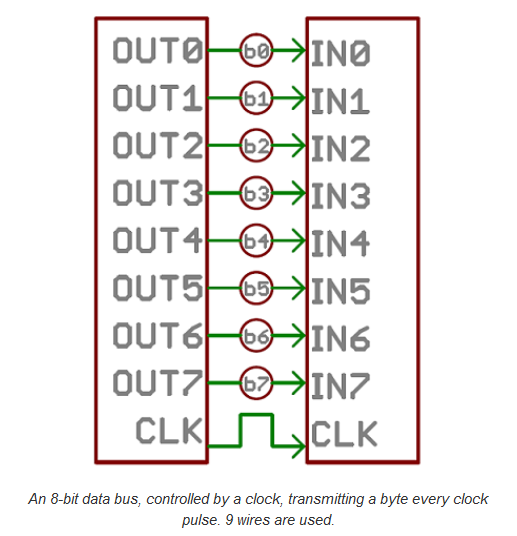 OUT0 b0 IN0
OUT1 b1 IN1
OUT2 b2 IN2
OUT3 b3 IN3
OUT4 b4 IN4
OUT5 b5 IN5
OUT6 b6 IN6
OUT7 b7 IN7
CLK CLK
An 8-bit data bus, controlled by a clock, transmitting a byte every clock
pulse. 9 wires are used.